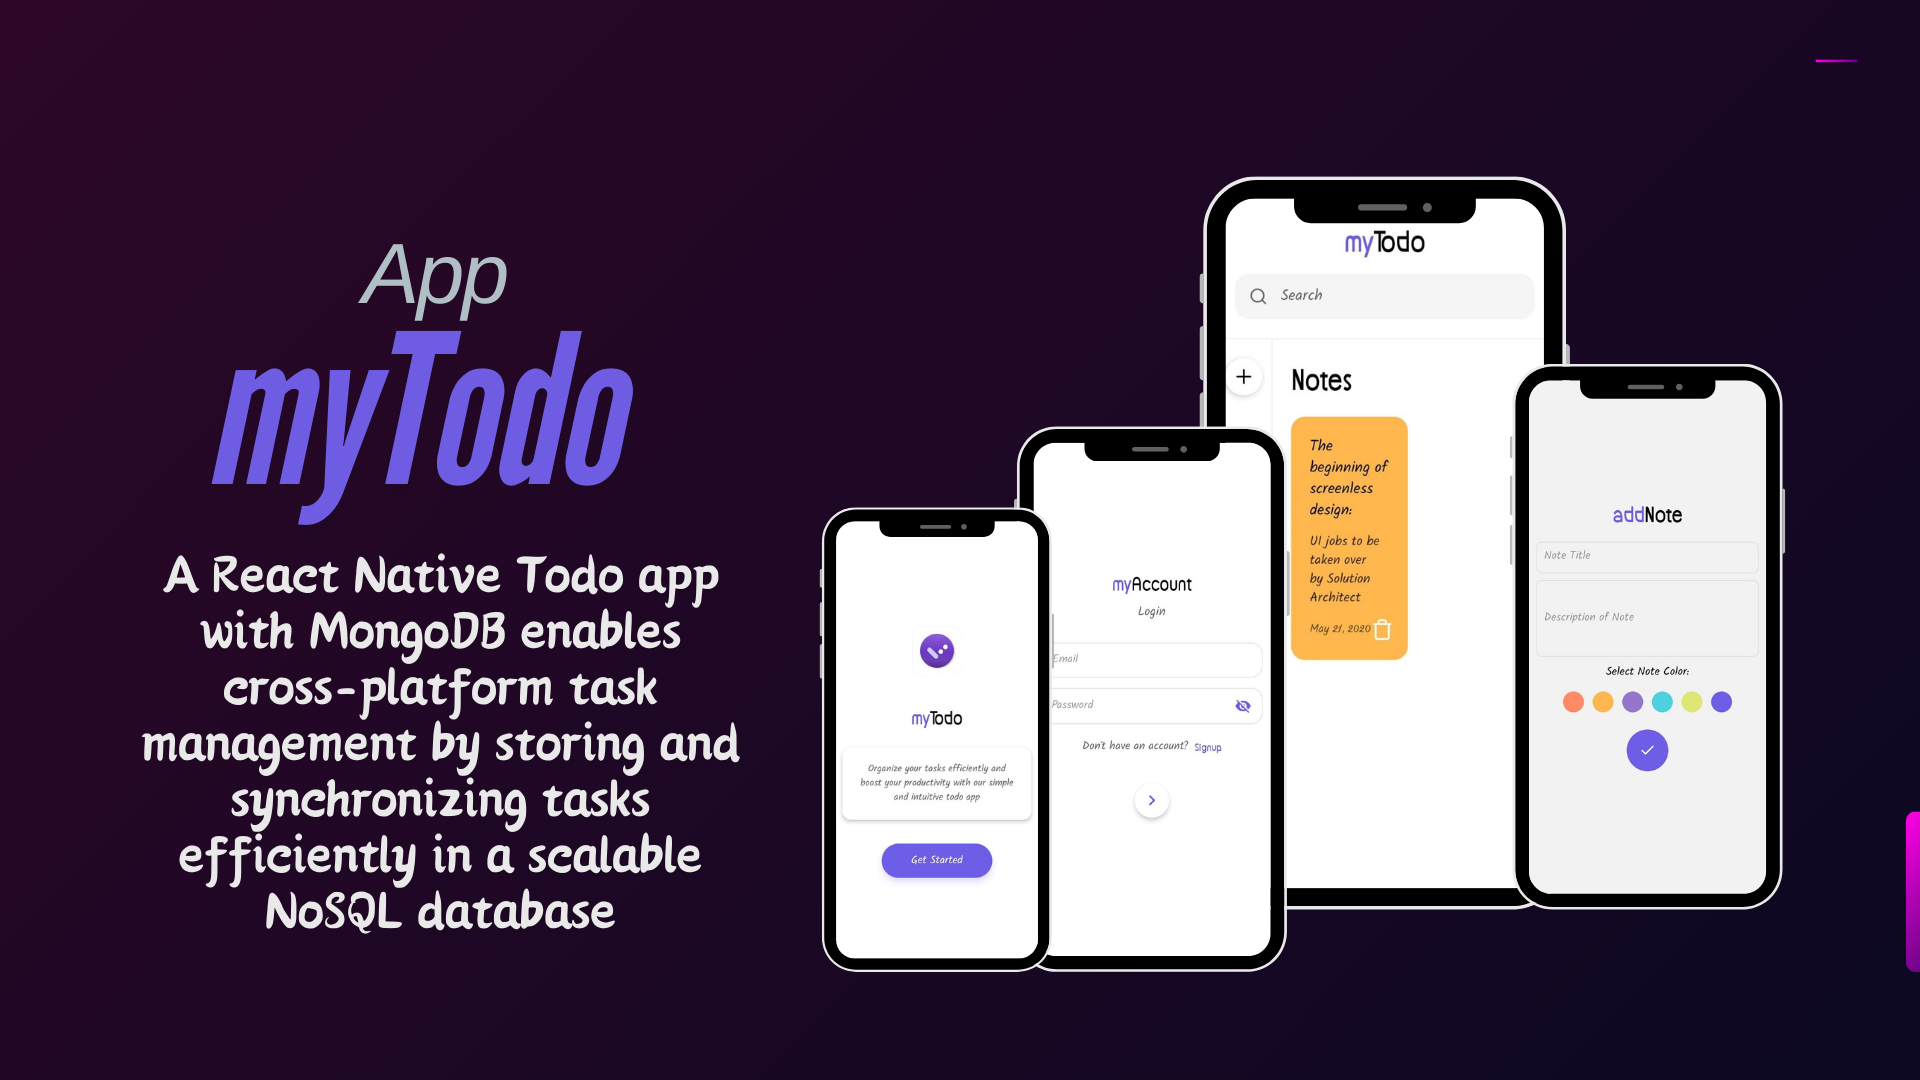 App
myTodo
A React Native Todo app
with MongoDB enables
cross-platform task
management by storing and
synchronizing tasks
efficiently in a scalable
NoSQL database
myTodo
Organize your tasks efficiently and
boost your productivity with our simple
and intuitive todo app
Get Started
myAccount
Login
Email
Password
Don't have an account? Signup
myTodo
Search
Notes
The
beginning of
screenless
design:
UI jobs to be
taken over
by Solution
Architect
May 21, 2020
addNote
Note Title
Description of Note
Select Note Color: